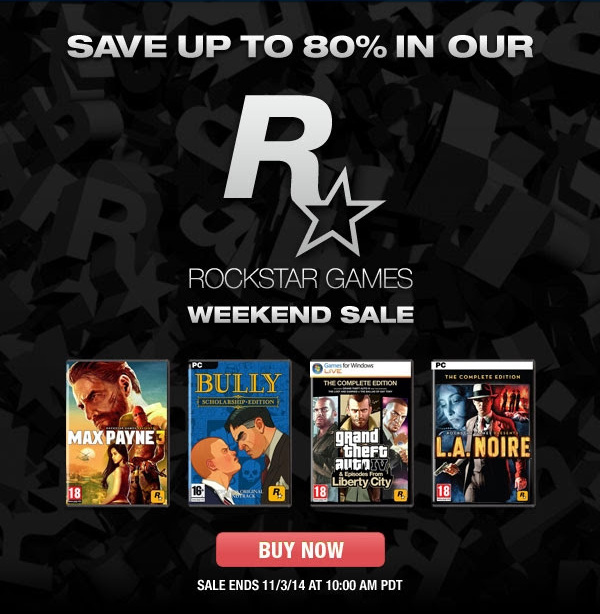 SAVE UP TO 80% IN OUR
R
ROCKSTAR GAMES
WEEKEND SALE
MAX PAYNE 3
18
R
PC
BULLY
SCHOLARSHIP EDITION
16
R
Games for Windows
LIVE
THE COMPLETE EDITION
grand
theft
auto IV
& Episodes From
Liberty City
18
R
PC
THE COMPLETE EDITION
L.A. NOIRE
18
R
BUY NOW
SALE ENDS 11/3/14 AT 10:00 AM PDT